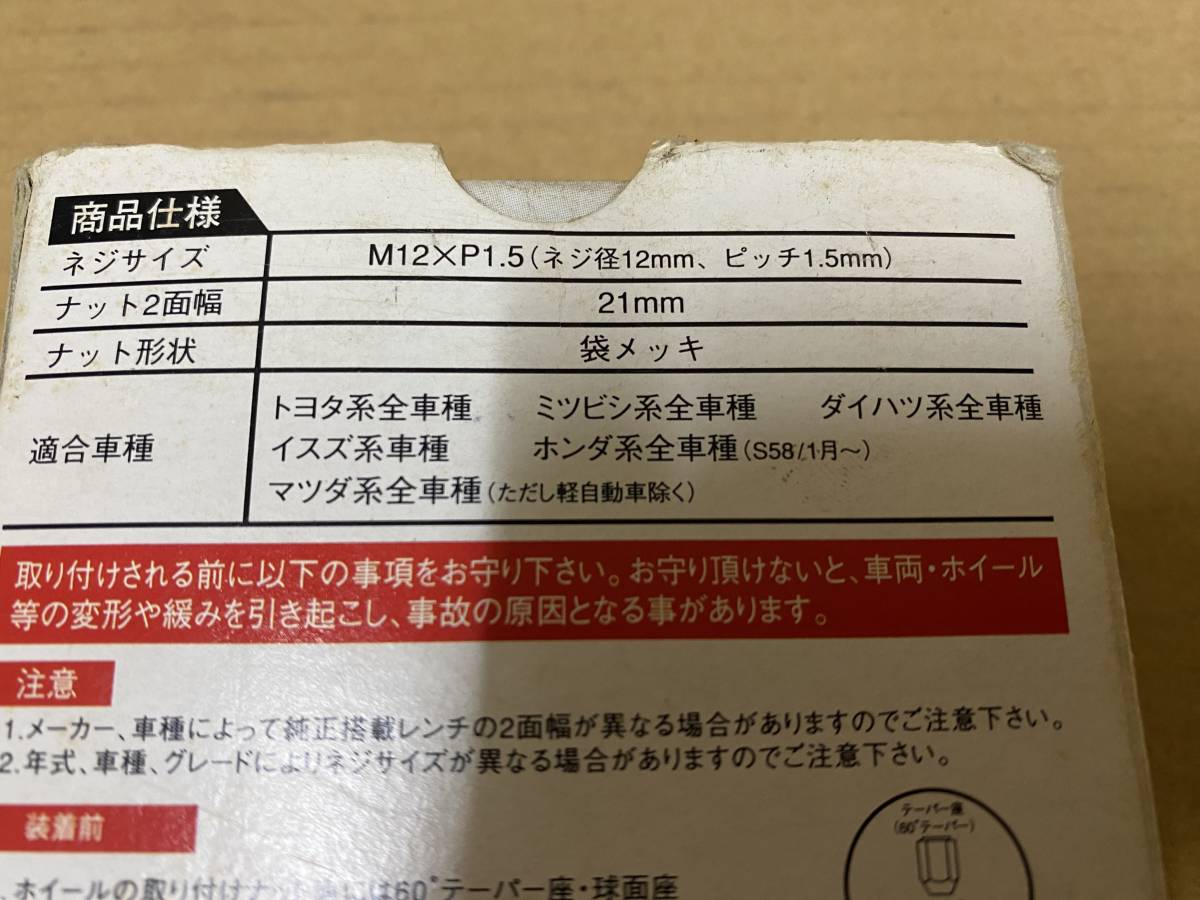 商品仕様
ネジサイズ M12×P1.5(ネジ径12mm、ピッチ1.5mm)
ナット2面幅 21mm
ナット形状 袋メッキ
適合車種
トヨタ系全車種 ミツビシ系全車種 ダイハツ系全車種
イスズ系車種 ホンダ系全車種(S58/1月〜)
マツダ系全車種(ただし軽自動車除く)
取り付けされる前に以下の事項をお守り下さい。お守り頂けないと、車両・ホイール
等の変形や緩みを引き起こし、事故の原因となる事があります。
注意
1.メーカー、車種によって純正搭載レンチの2面幅が異なる場合がありますのでご注意下さい。
2.年式、車種、グレードによりネジサイズが異なる場合がありますのでご注意下さい。
装着前
テーパー座
(60°テーパー)
ホイールの取り付けナット座には60°テーパー座・球面座